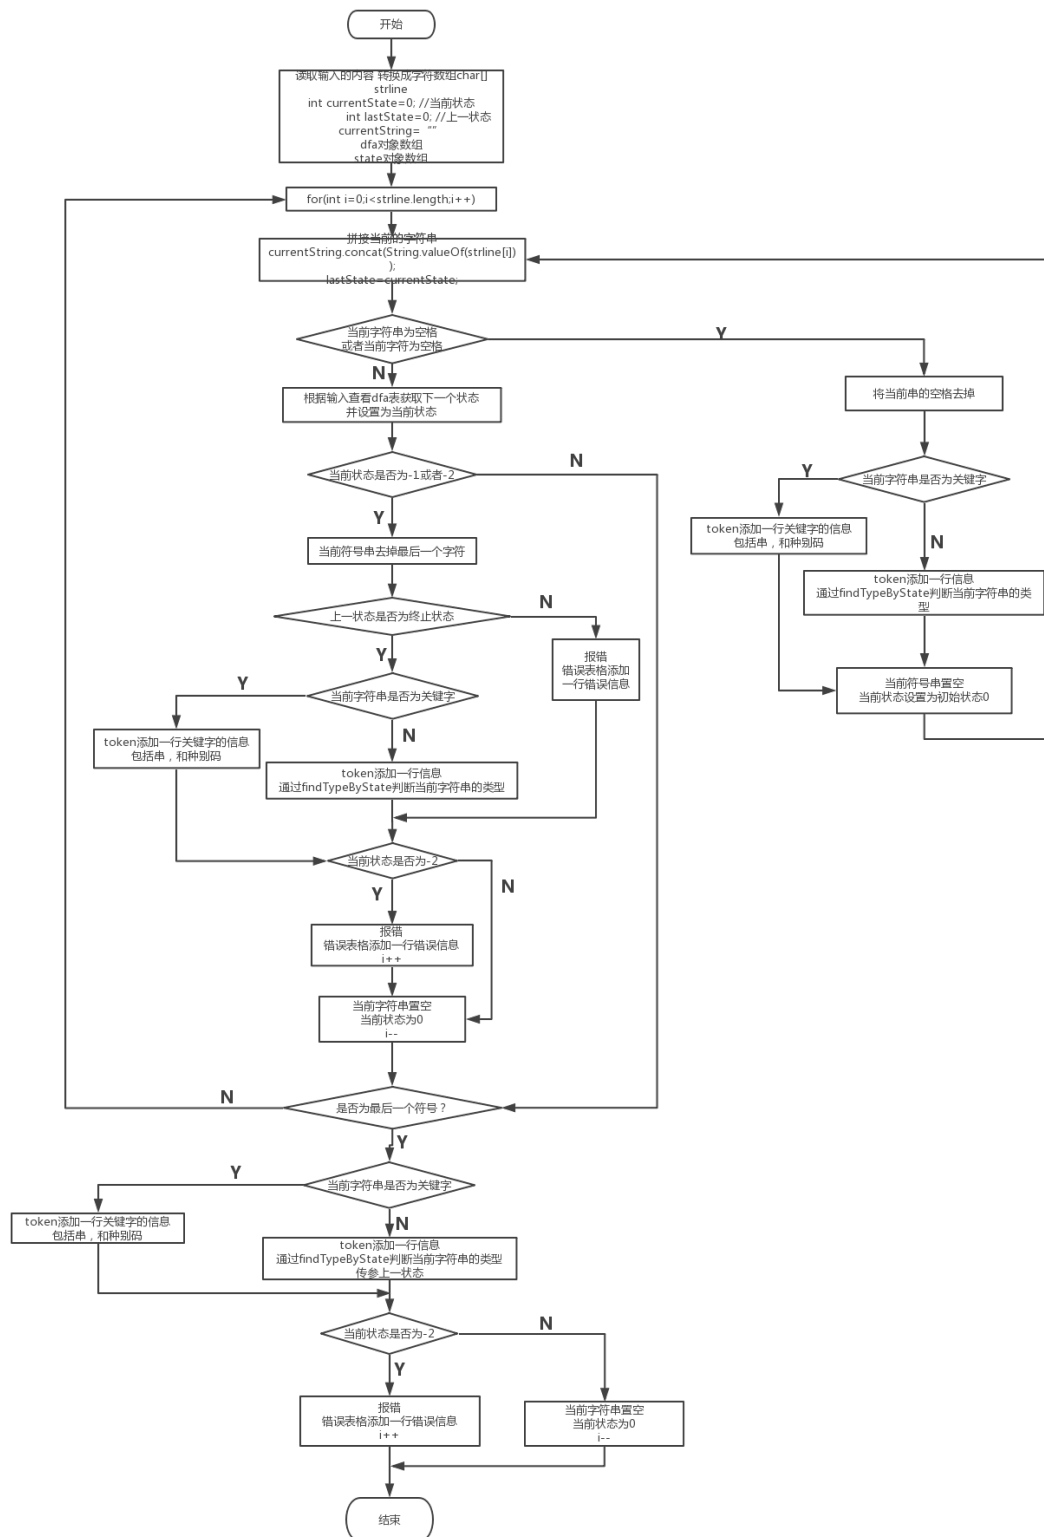 开始
读取输入的内容 转换成字符数组char[]
strline
int currentState=0; //当前状态
int lastState=0; //上一状态
currentString= “”
dfa对象数组
state对象数组
for(int i=0;i<strline.length;i++)
拼接当前的字符串
currentString.concat(String.valueOf(strline[i])
);
lastState=currentState;
当前字符串为空格
或者当前字符为空格
Y
N
将当前串的空格去掉
根据输入查看dfa表获取下一个状态
并设置为当前状态
当前状态是否为-1或者-2
N
Y
当前字符串是否为关键字
Y
N
token添加一行关键字的信息
包括串，和种别码
token添加一行信息
通过findTypeByState判断当前字符串的类
型
当前符号串置空
当前状态设置为初始状态0
当前符号串去掉最后一个字符
上一状态是否为终止状态
N
Y
报错
错误表格添加
一行错误信息
当前字符串是否为关键字
Y
N
token添加一行关键字的信息
包括串，和种别码
token添加一行信息
通过findTypeByState判断当前字符串的类型
当前状态是否为-2
N
Y
报错
错误表格添加一行错误信息
i++
当前字符串置空
当前状态为0
i--
是否为最后一个符号？
N
Y
当前字符串是否为关键字
Y
N
token添加一行关键字的信息
包括串，和种别码
token添加一行信息
通过findTypeByState判断当前字符串的类型
传参上一状态
当前状态是否为-2
N
Y
报错
错误表格添加一行错误信息
i++
当前字符串置空
当前状态为0
i--
结束